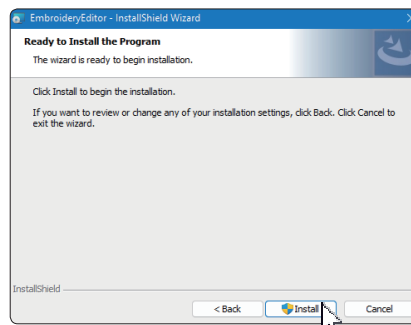 EmbroideryEditor - InstallShield Wizard
Ready to Install the Program
The wizard is ready to begin installation.
Click Install to begin the installation.
If you want to review or change any of your installation settings, click Back. Click Cancel to
exit the wizard.
InstallShield
< Back Install Cancel